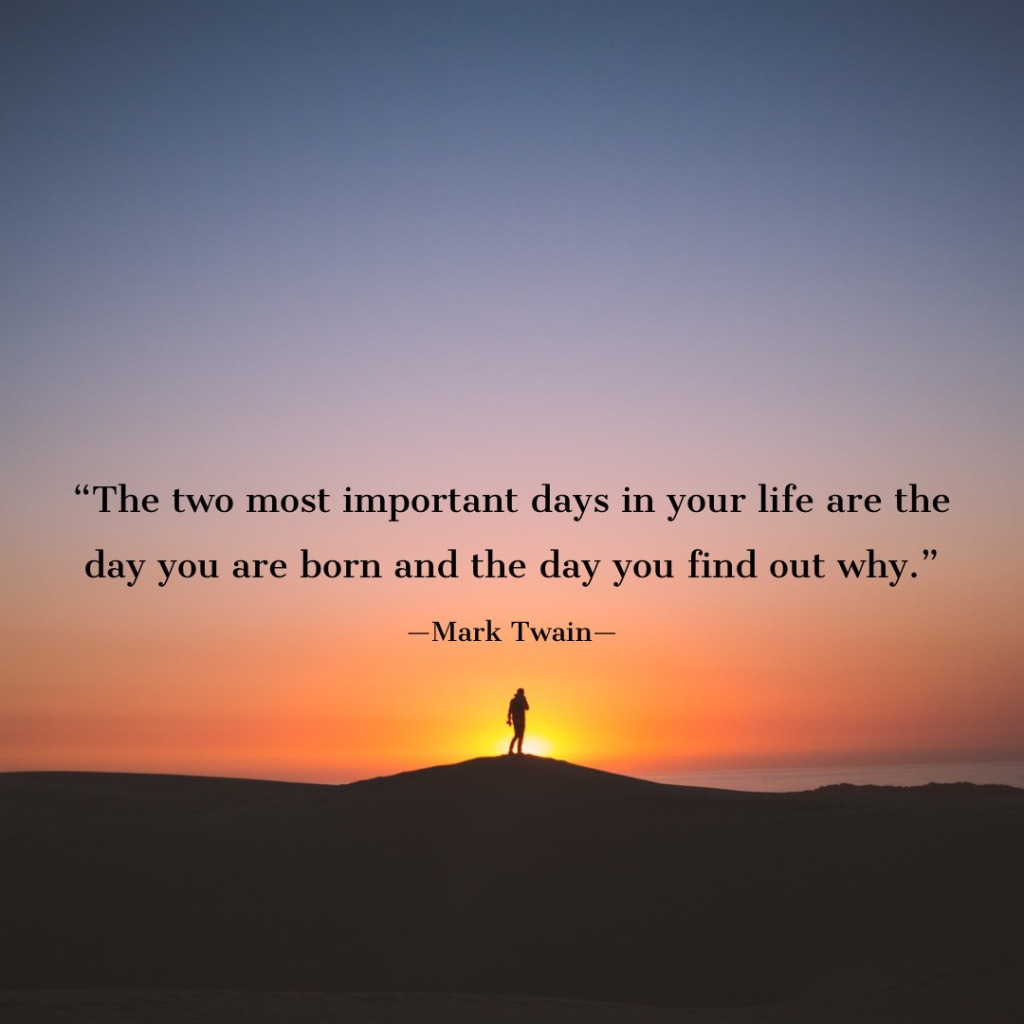 “The two most important days in your life are the
day you are born and the day you find out why.”
—Mark Twain—